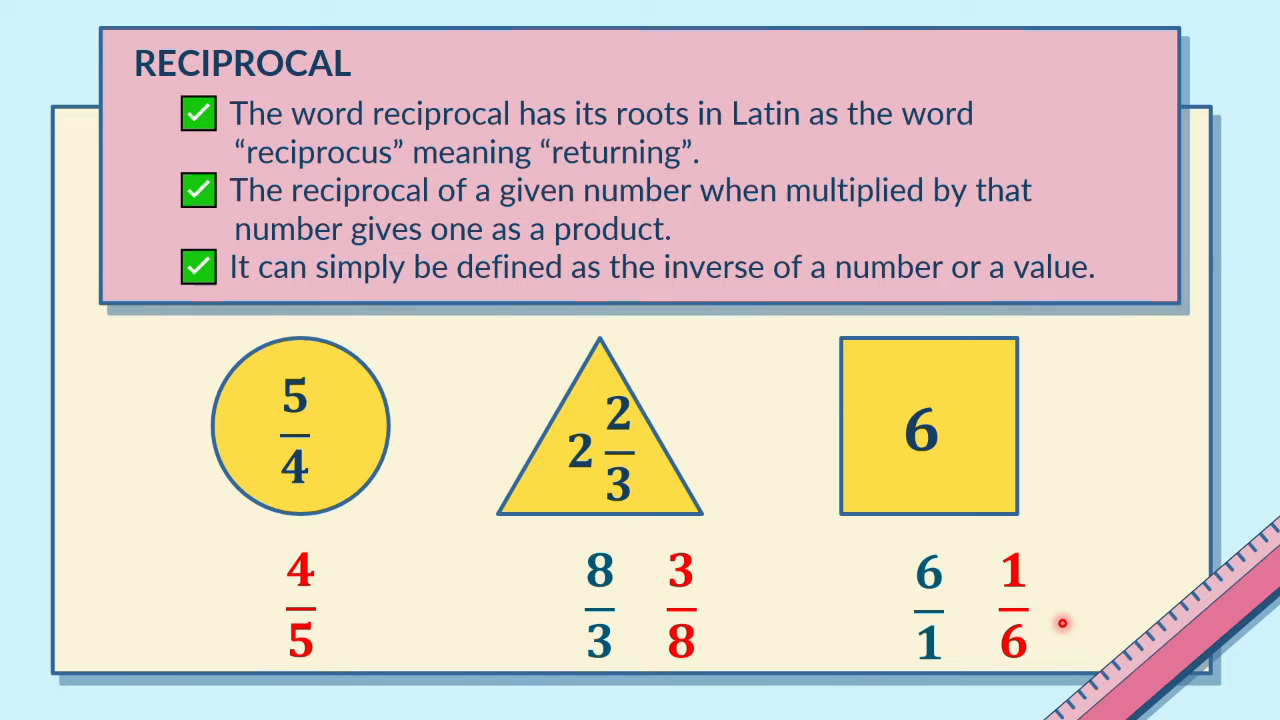 RECIPROCAL
The word reciprocal has its roots in Latin as the word
“reciprocus” meaning “returning”.
The reciprocal of a given number when multiplied by that
number gives one as a product.
It can simply be defined as the inverse of a number or a value.
5/4
2 2/3
6
4/5
8/3 3/8
6/1 1/6